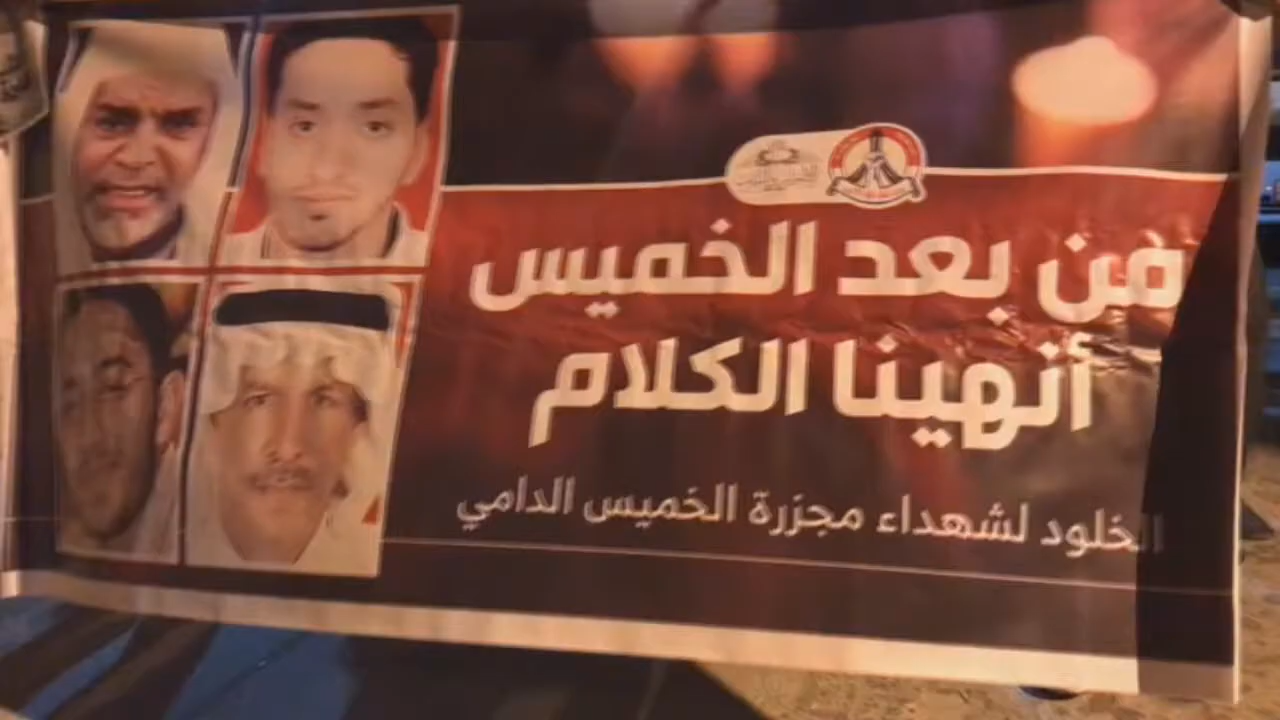 من بعد الخميس
أنهينا الكلام
الخلود لشهداء مجزرة الخميس الدامي